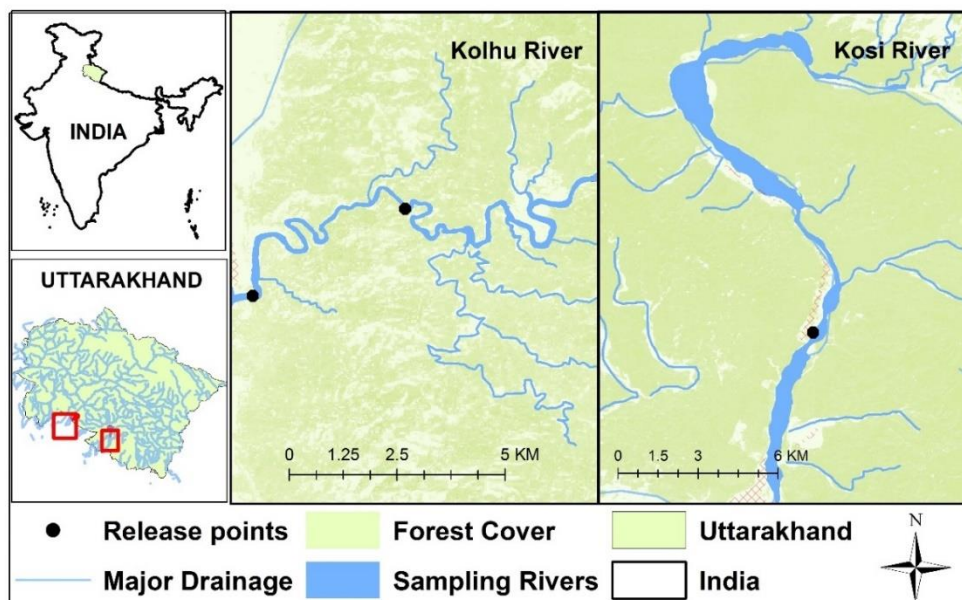 INDIA
UTTARAKHAND
Kolhu River
0 1.25 2.5 5 KM
Kosi River
0 1.5 3 6 KM
Release points
Forest Cover
Uttarakhand
Major Drainage
Sampling Rivers
India
N